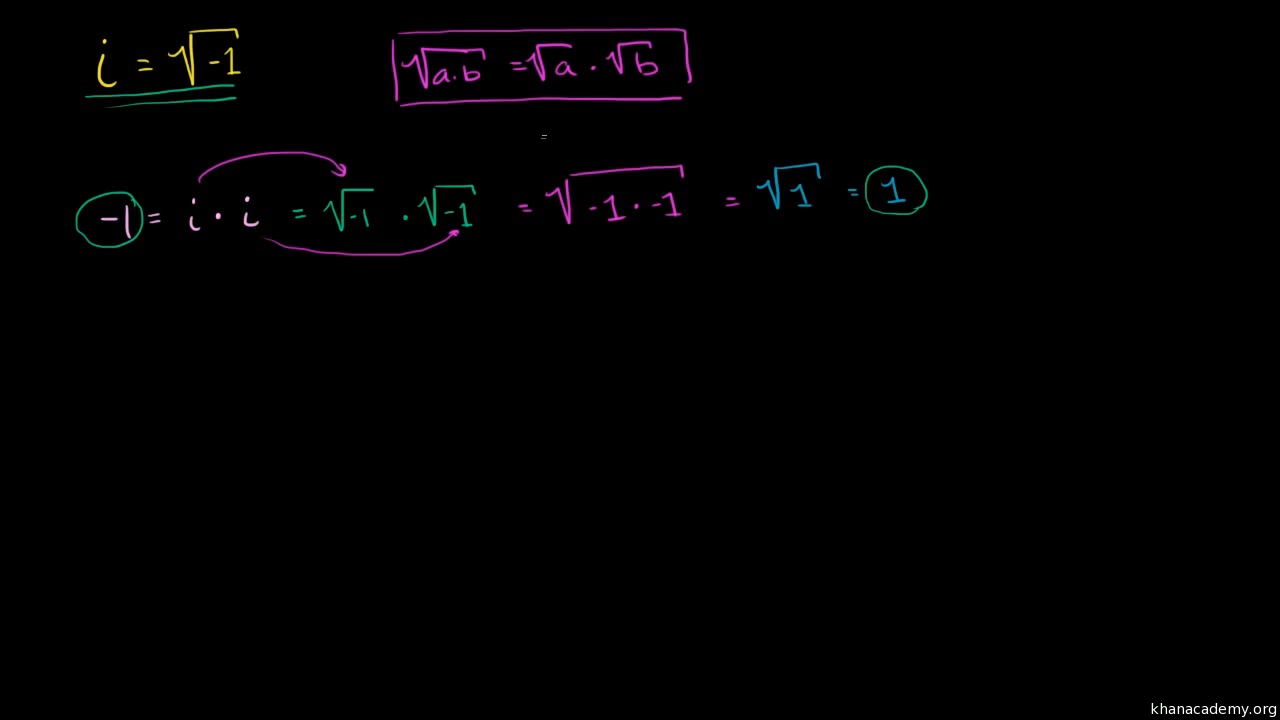 i = √-1
√a·b = √a · √b
-1 = i · i = √-1 · √-1 = √-1 · -1 = √1 = 1
khanacademy.org